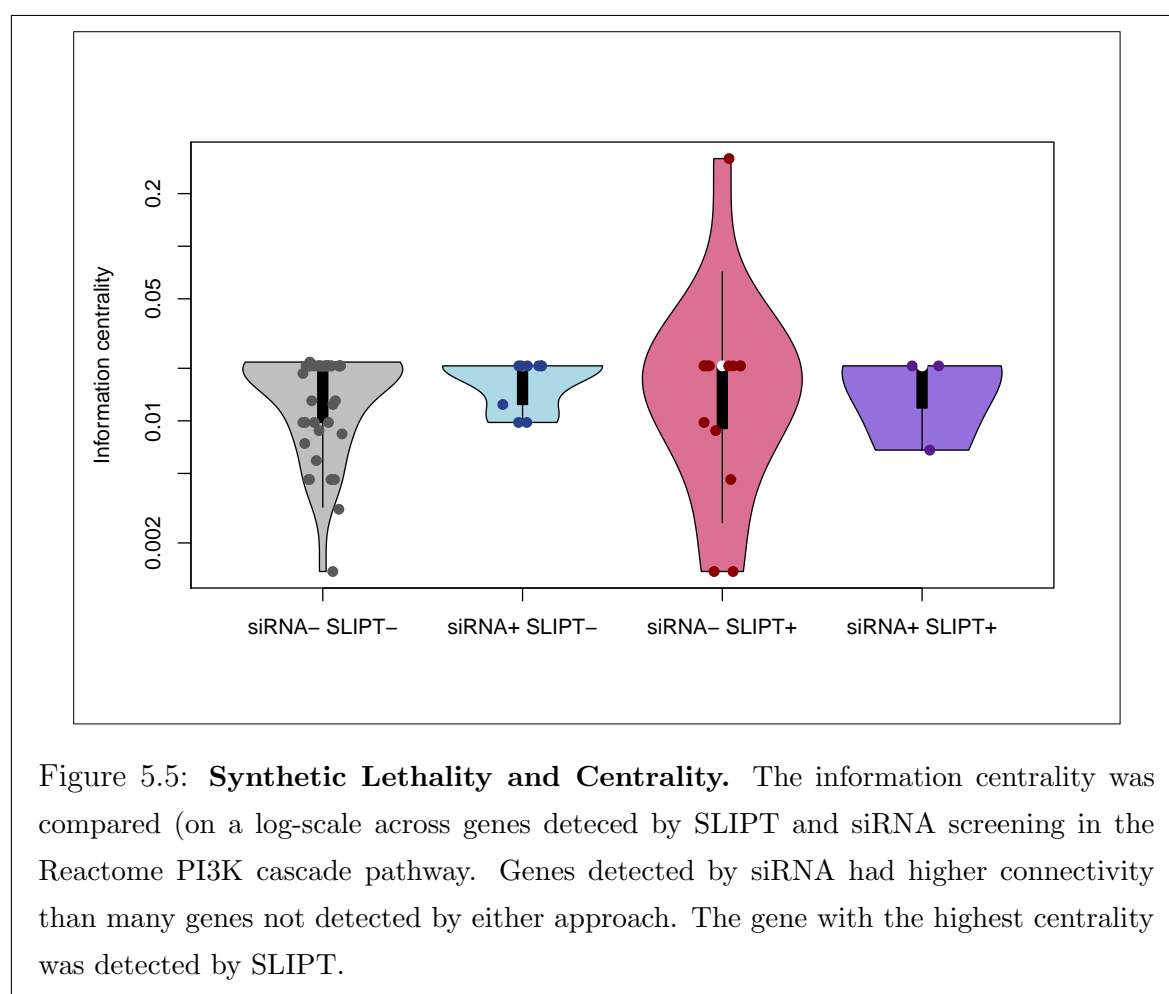 0.2
0.05
0.01
0.002
Information centrality
siRNA− SLIPT− siRNA+ SLIPT− siRNA− SLIPT+ siRNA+ SLIPT+
Figure 5.5: Synthetic Lethality and Centrality. The information centrality was
compared (on a log-scale across genes deteced by SLIPT and siRNA screening in the
Reactome PI3K cascade pathway. Genes detected by siRNA had higher connectivity
than many genes not detected by either approach. The gene with the highest centrality
was detected by SLIPT.